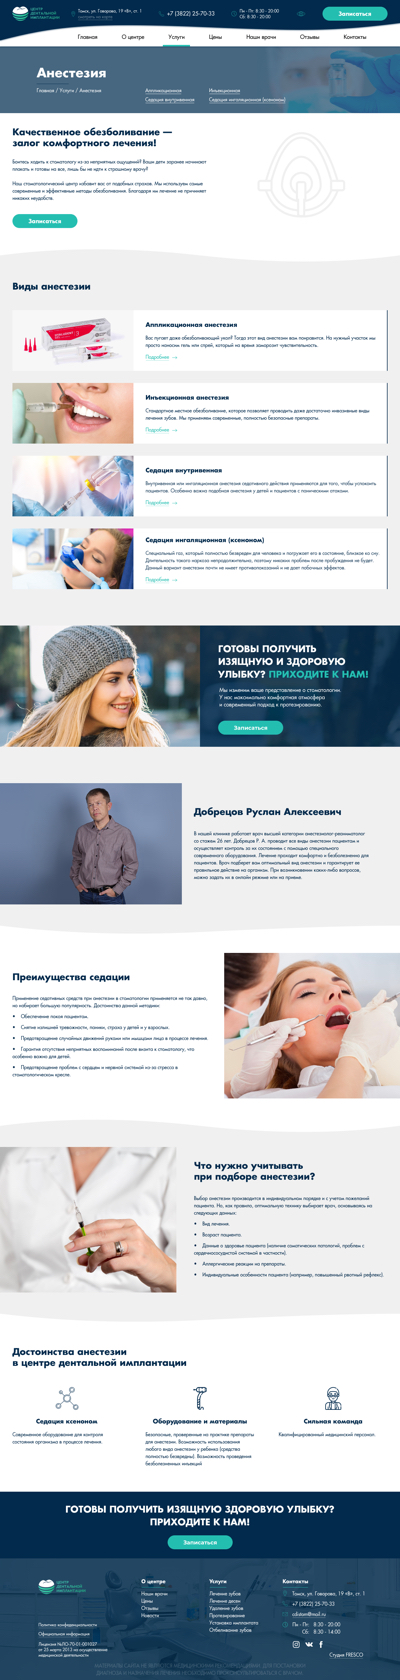 ЦЕНТР
ДЕНТАЛЬНОЙ
ИМПЛАНТАЦИИ
Томск, ул. Говорова, 19 «В», ст. 1
смотреть на карте
+7 (3822) 25-70-33
Пн - Пт: 8:30 - 20:00
Сб: 8:30 - 20:00
Записаться
Главная О центре Услуги Цены Наши врачи Отзывы Контакты
Анестезия
Главная / Услуги / Анестезия
Аппликационная Инъекционная
Седация внутривенная Седация ингаляционная (ксеноном)
Качественное обезболивание —
залог комфортного лечения!
Боитесь ходить к стоматологу из-за неприятных ощущений? Ваши дети заранее начинают
плакать и готовы на все, лишь бы не идти к страшному врачу?
Наш стоматологический центр избавит вас от подобных страхов. Мы используем самые
современные и эффективные методы обезболивания. Благодаря им лечение не причиняет
никаких неудобств.
Записаться
Виды анестезии
Аппликационная анестезия
Вас пугает даже обезболивающий укол? Тогда этот вид анестезии вам понравится. На нужный участок мы
просто наносим гель или спрей, который на время заморозит чувствительность.
Подробнее
Инъекционная анестезия
Стандартное местное обезболивание, которое позволяет проводить даже достаточно инвазивные виды
лечения зубов. Мы применяем современные, полностью безопасные препараты.
Подробнее
Седация внутривенная
Внутривенная или ингаляционная анестезия седативного действия применяются для того, чтобы успокоить
пациентов. Особенно важна подобная анестезия у детей и пациентов с паническими атаками.
Подробнее
Седация ингаляционная (ксеноном)
Специальный газ, который полностью безвреден для человека и погружает его в состояние, близкое ко сну.
Длительность такого наркоза непродолжительна, поэтому никаких проблем после пробуждения не будет.
Данный вариант анестезии почти не имеет противопоказаний и не дает побочных эффектов.
Подробнее
ГОТОВЫ ПОЛУЧИТЬ
ИЗЯЩНУЮ И ЗДОРОВУЮ
УЛЫБКУ? ПРИХОДИТЕ К НАМ!
Мы изменим ваше представление о стоматологии.
У нас максимально комфортная атмосфера
и современный подход к протезированию.
Записаться
Добрецов Руслан Алексеевич
В нашей клинике работает врач высшей категории анестезиолог-реаниматолог
со стажем 26 лет. Добрецов Р. А. проводит все виды анестезии пациентам и
осуществляет контроль за их состоянием с помощью специального
современного оборудования. Лечение проходит комфортно и безболезненно для
пациентов. Врач подберет вам оптимальный вид анестезии и гарантирует ее
правильное действие на организм. При возникновении каких-либо вопросов,
можно задать их в онлайн режиме или на приеме.
Преимущества седации
Применение седативных средств при анестезии в стоматологии применяется не так давно,
но набирает большую популярность. Достоинства данной методики:
• Обеспечение покоя пациентам.
• Снятие излишней тревожности, паники, страха у детей и у взрослых.
• Предотвращение случайных движений руками или мышцами лица в процессе лечения.
• Гарантия отсутствия неприятных воспоминаний после визита к стоматологу, что
особенно важно для детей.
• Предотвращение проблем с сердцем и нервной системой из-за стресса в
стоматологическом кресле.
Что нужно учитывать
при подборе анестезии?
Выбор анестезии производится в индивидуальном порядке и с учетом пожеланий
пациента. Но, как правило, оптимальную технику выбирает врач, основываясь на
следующих данных:
• Вид лечения.
• Возраст пациента.
• Данные о здоровье пациента (наличие соматических патологий, проблем с
сердечнососудистой системой в частности).
• Аллергические реакции на препараты.
• Индивидуальные особенности пациента (например, повышенный рвотный рефлекс).
Достоинства анестезии
в центре дентальной имплантации
Седация ксеноном
Современное оборудование для контроля
состояния организма в процессе лечения.
Оборудование и материалы
Безопасные, проверенные на практике препараты
для анестезии. Возможность использования
любого вида анестезии у ребенка (средства
полностью безвредны). Возможность проведения
безболезненных инъекций
Сильная команда
Квалифицированный медицинский персонал.
ГОТОВЫ ПОЛУЧИТЬ ИЗЯЩНУЮ ЗДОРОВУЮ УЛЫБКУ?
ПРИХОДИТЕ К НАМ!
Записаться
ЦЕНТР
ДЕНТАЛЬНОЙ
ИМПЛАНТАЦИИ
Политика конфиденциальности
Официальная информация
Лицензия №ЛО-70-01-001037
от 25 марта 2013 на осуществление
медицинской деятельности
О центре
Наши врачи
Цены
Отзывы
Новости
Услуги
Лечение зубов
Лечение десен
Удаление зубов
Протезирование
Установка импланта
Отбеливание зубов
Контакты
Томск, ул. Говорова, 19 «В», ст. 1
+7 (3822) 25-70-33
Пн - Пт: 8:30 - 20:00
Сб: 8:30 - 14:00
Студия FRESCO